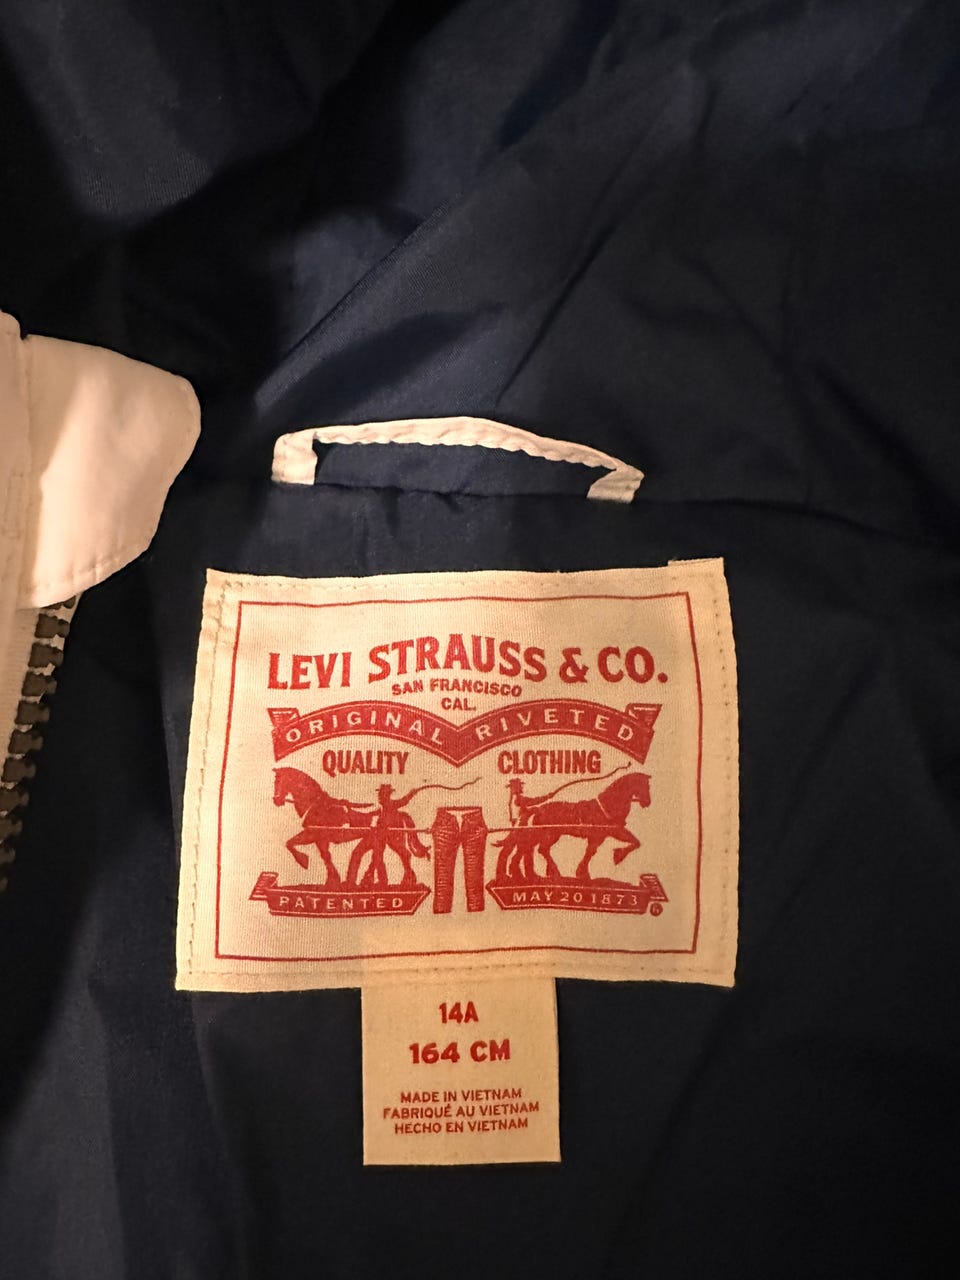 LEVI STRAUSS & CO.
SAN FRANCISCO
CAL.
ORIGINAL RIVETED
QUALITY CLOTHING
PATENTED MAY 20 1873 ®
14A
164 CM
MADE IN VIETNAM
FABRIQUÉ AU VIETNAM
HECHO EN VIETNAM